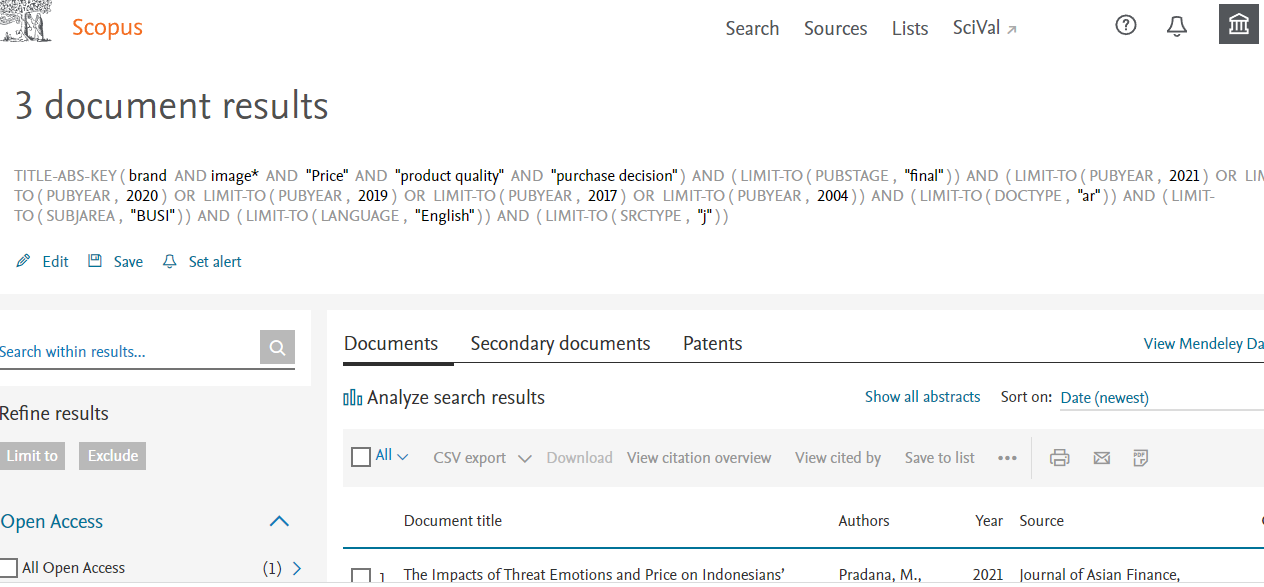 Scopus
Search Sources Lists SciVal ↗
3 document results
TITLE-ABS-KEY ( brand AND image* AND "Price" AND "product quality" AND "purchase decision" ) AND ( LIMIT-TO ( PUBSTAGE , "final" ) ) AND ( LIMIT-TO ( PUBYEAR , 2021 ) OR LIM
TO ( PUBYEAR , 2020 ) OR LIMIT-TO ( PUBYEAR , 2019 ) OR LIMIT-TO ( PUBYEAR , 2017 ) OR LIMIT-TO ( PUBYEAR , 2004 ) ) AND ( LIMIT-TO ( DOCTYPE , "ar" ) ) AND ( LIMIT-
TO ( SUBJAREA , "BUSI" ) ) AND ( LIMIT-TO ( LANGUAGE , "English" ) ) AND ( LIMIT-TO ( SRCTYPE , "j" ) )
Edit Save Set alert
Search within results...
Documents Secondary documents Patents
View Mendeley Da
Analyze search results
Show all abstracts Sort on: Date (newest)
Refine results
Limit to Exclude
All CSV export Download View citation overview View cited by Save to list ••• PDF
Open Access
Document title Authors Year Source
All Open Access (1)
1 The Impacts of Threat Emotions and Price on Indonesians' Pradana, M., 2021 Journal of Asian Finance,